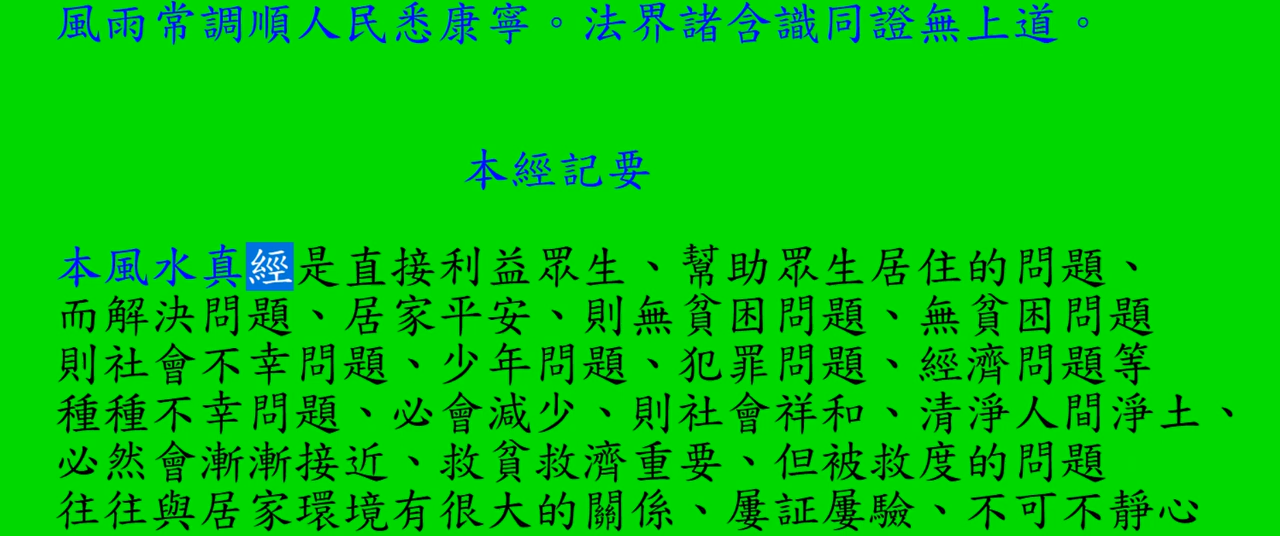 風雨常調順人民悉康寧。法界諸含識同證無上道。
本經記要
本風水真經是直接利益眾生、幫助眾生居住的問題、
而解決問題、居家平安、則無貧困問題、無貧困問題
則社會不幸問題、少年問題、犯罪問題、經濟問題等
種種不幸問題、必會減少、則社會祥和、清淨人間淨土、
必然會漸漸接近、救貧救濟重要、但被救度的問題
往往與居家環境有很大的關係、屢証屢驗、不可不靜心